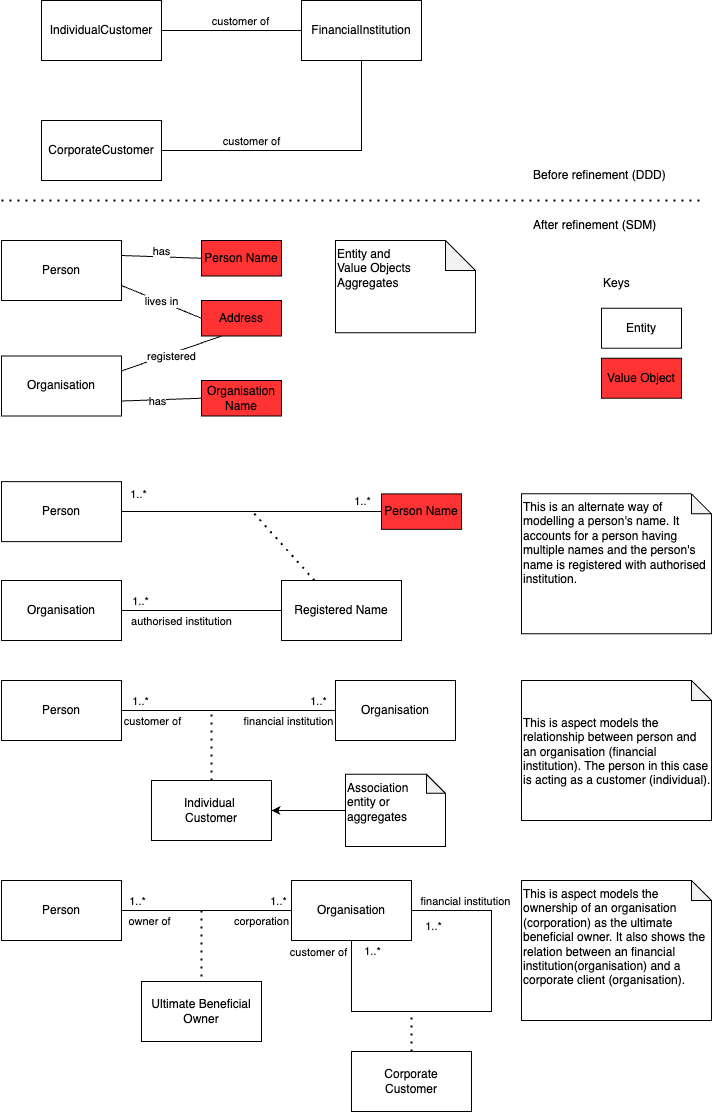 IndividualCustomer
customer of
FinancialInstitution
CorporateCustomer
customer of
Before refinement (DDD)
After refinement (SDM)
Person
has
Person Name
Entity and
Value Objects
Aggregates
Keys
lives in
Address
Entity
registered
Organisation
has
Organisation
Name
Value Object
Person
1..*
1..*
Person Name
This is an alternate way of
modelling a person's name. It
accounts for a person having
multiple names and the person's
name is registered with authorised
institution.
Organisation
1..*
authorised institution
Registered Name
Person
1..*
customer of
1..*
financial institution
Organisation
This is aspect models the
relationship between person and
an organisation (financial
institution). The person in this case
is acting as a customer (individual).
Individual
Customer
Association
entity or
aggregates
Person
1..*
owner of
1..*
corporation
Organisation
financial institution
1..*
customer of
1..*
This is aspect models the
ownership of an organisation
(corporation) as the ultimate
beneficial owner. It also shows the
relation between an financial
institution(organisation) and a
corporate client (organisation).
Ultimate Beneficial
Owner
Corporate
Customer